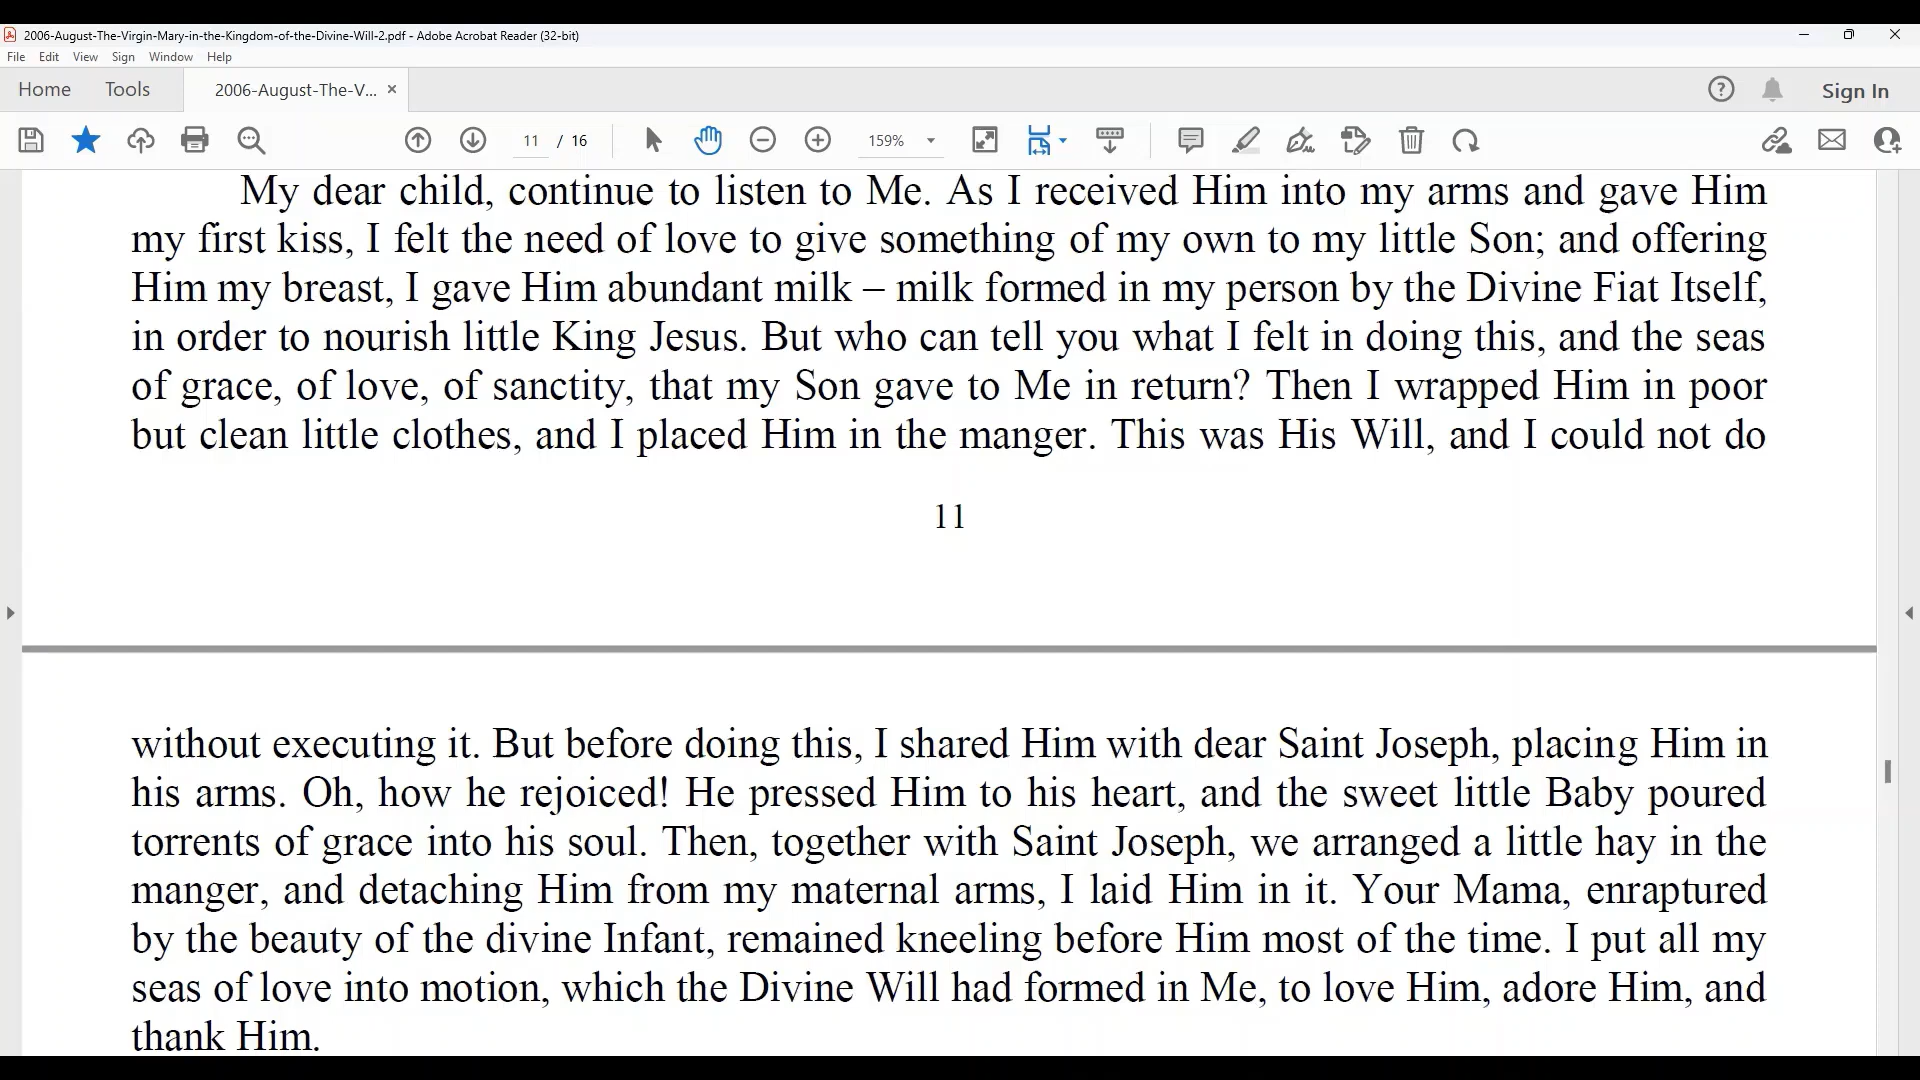 2006-August-The-Virgin-Mary-in-the-Kingdom-of-the-Divine-Will-2.pdf - Adobe Acrobat Reader (32-bit)
File Edit View Sign Window Help
Home Tools 2006-August-The-V... × Sign In
11 / 16 159%
My dear child, continue to listen to Me. As I received Him into my arms and gave Him
my first kiss, I felt the need of love to give something of my own to my little Son; and offering
Him my breast, I gave Him abundant milk – milk formed in my person by the Divine Fiat Itself,
in order to nourish little King Jesus. But who can tell you what I felt in doing this, and the seas
of grace, of love, of sanctity, that my Son gave to Me in return? Then I wrapped Him in poor
but clean little clothes, and I placed Him in the manger. This was His Will, and I could not do
11
without executing it. But before doing this, I shared Him with dear Saint Joseph, placing Him in
his arms. Oh, how he rejoiced! He pressed Him to his heart, and the sweet little Baby poured
torrents of grace into his soul. Then, together with Saint Joseph, we arranged a little hay in the
manger, and detaching Him from my maternal arms, I laid Him in it. Your Mama, enraptured
by the beauty of the divine Infant, remained kneeling before Him most of the time. I put all my
seas of love into motion, which the Divine Will had formed in Me, to love Him, adore Him, and
thank Him.